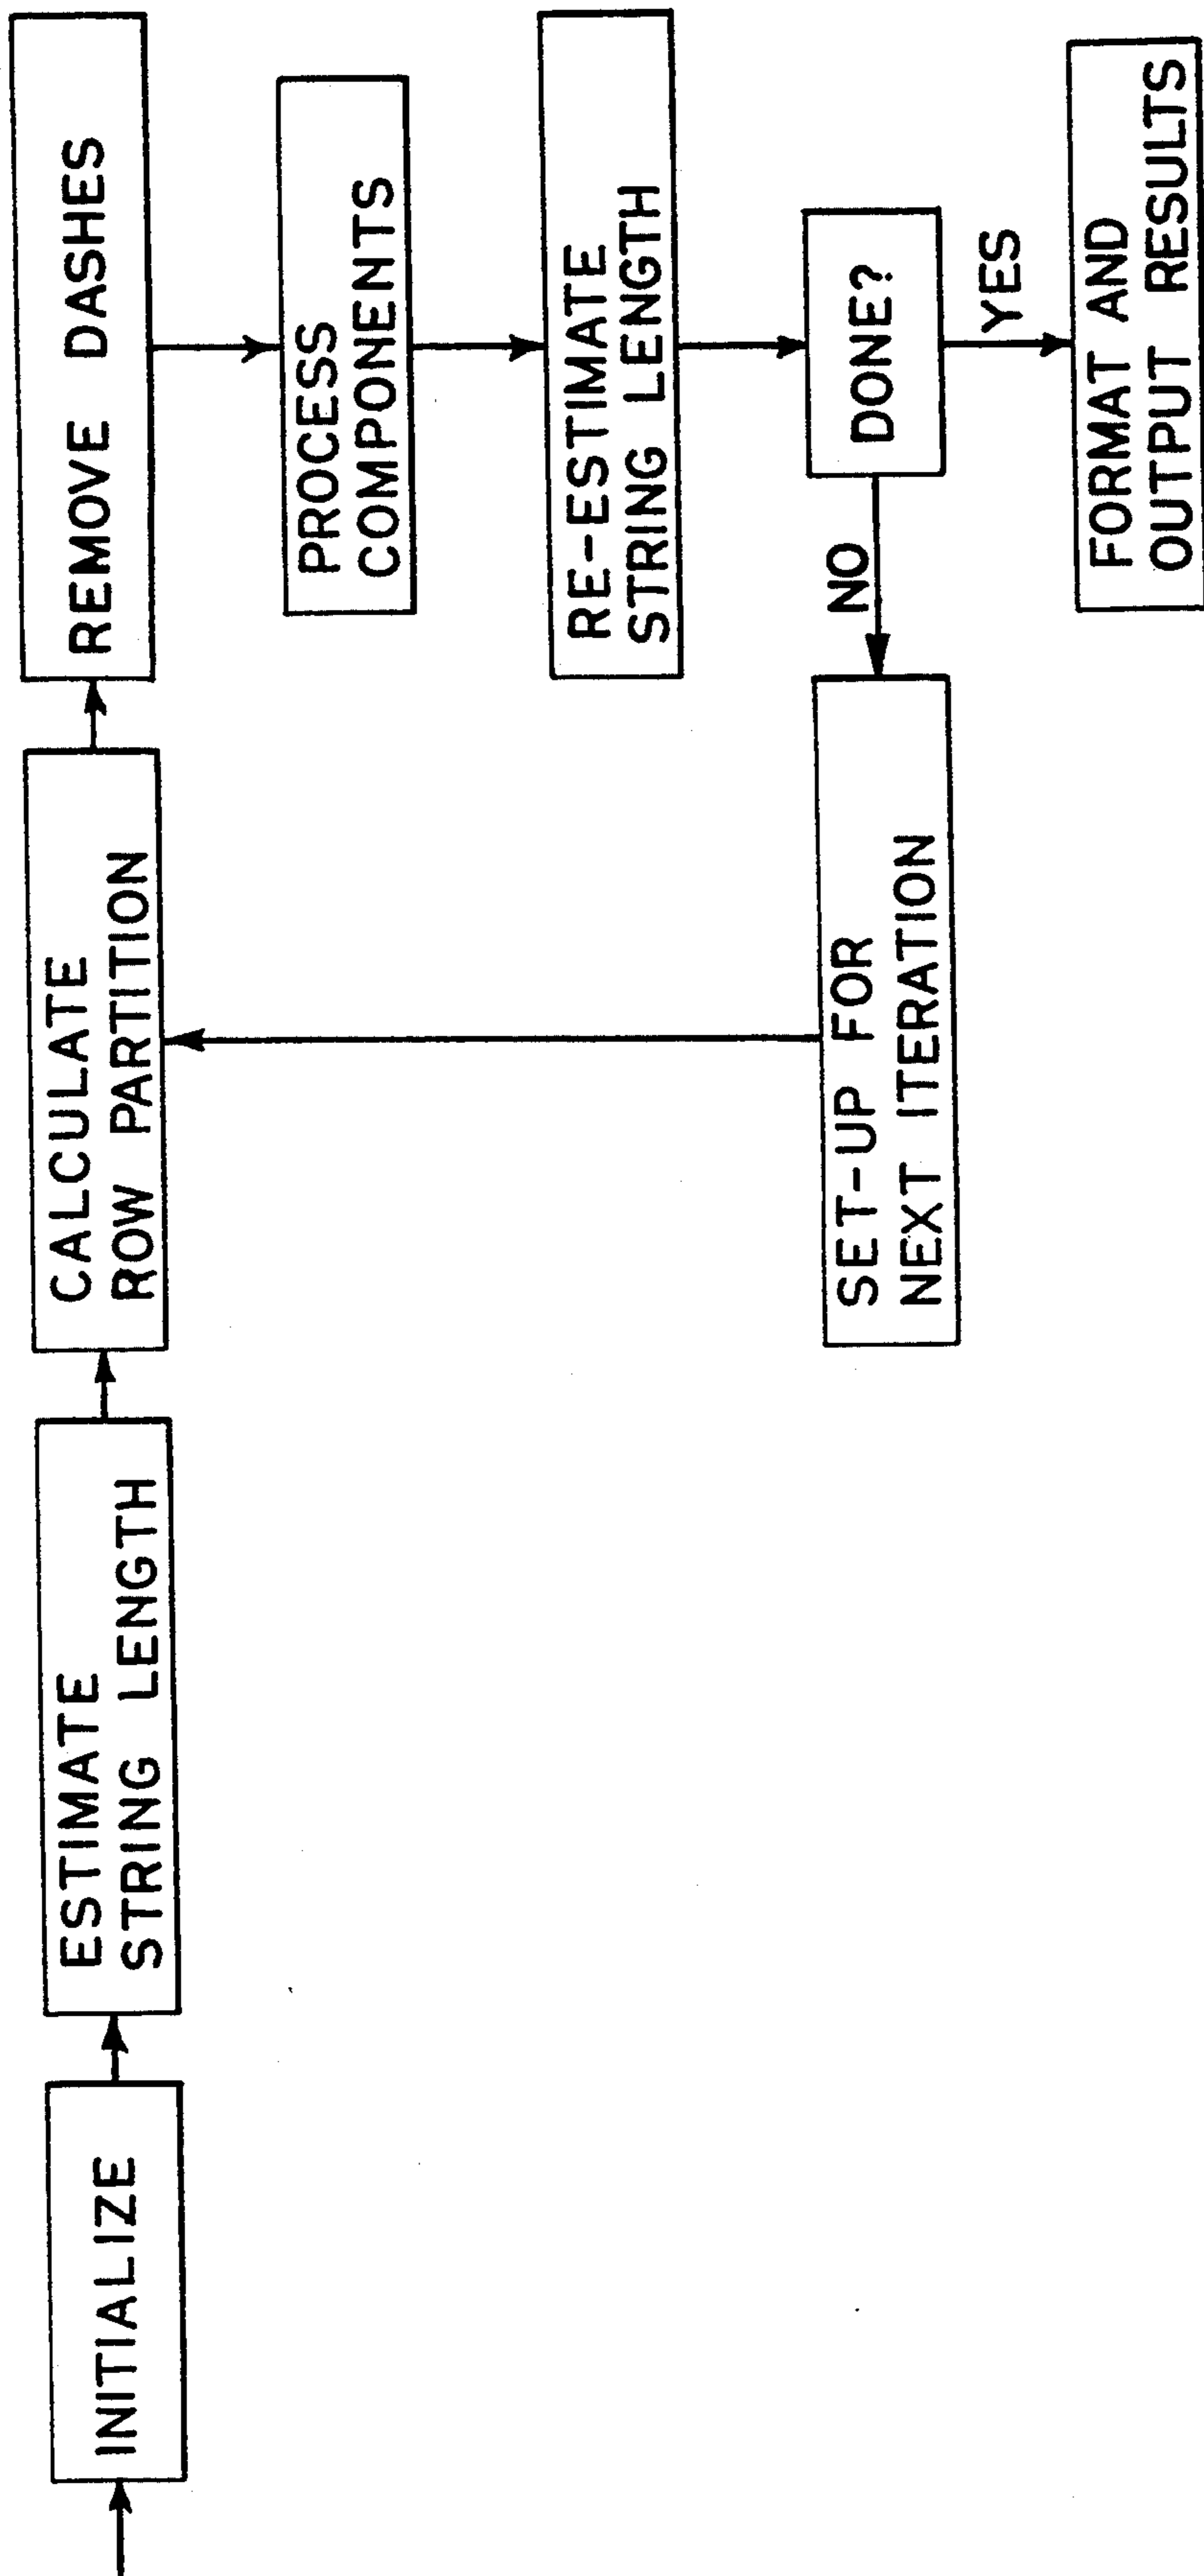 INITIALIZE
ESTIMATE
STRING LENGTH
CALCULATE
ROW PARTITION
REMOVE DASHES
PROCESS
COMPONENTS
RE-ESTIMATE
STRING LENGTH
DONE?
NO
YES
SET-UP FOR
NEXT ITERATION
FORMAT AND
OUTPUT RESULTS